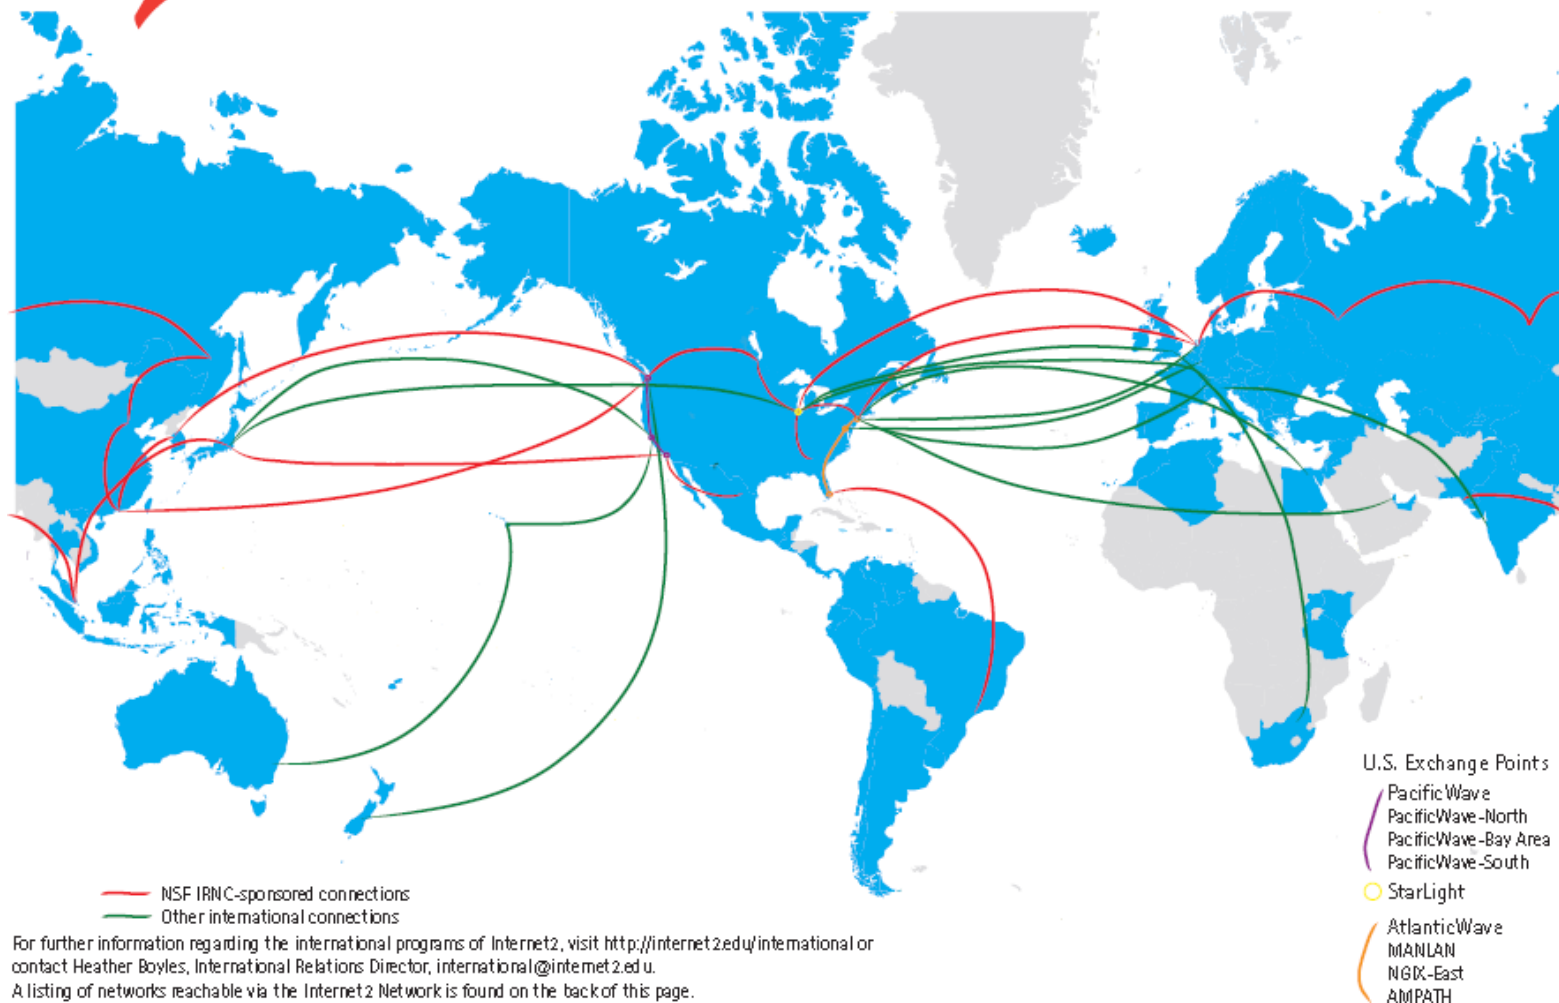 U.S. Exchange Points
PacificWave
PacificWave-North
PacificWave-Bay Area
PacificWave-South
StarLight
AtlanticWave
MANLAN
NGIX-East
AMPATH
NSF IRNC-sponsored connections
Other international connections
For further information regarding the international programs of Internet2, visit http://internet2.edu/international or
contact Heather Boyles, International Relations Director, international@internet2.edu.
A listing of networks reachable via the Internet2 Network is found on the back of this page.